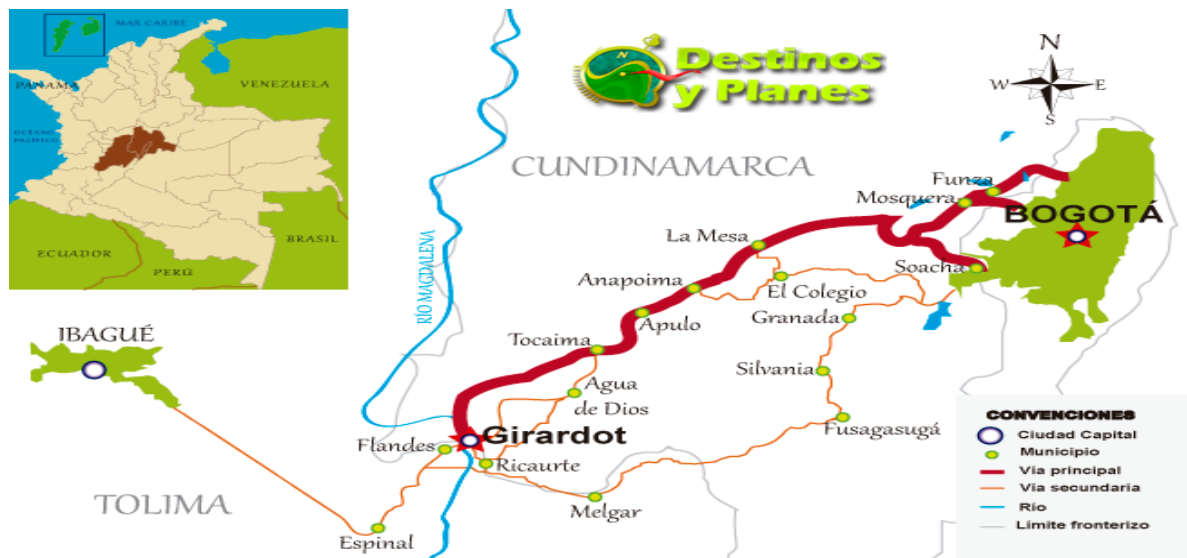 MAR CARIBE
PANAMA
VENEZUELA
OCÉANO
PACIFICO
ECUADOR
PERÚ
BRASIL
N
Destinos
y Planes
N
W E
S
CUNDINAMARCA
RÍO MAGDALENA
Funza
Mosquera
BOGOTÁ
La Mesa
Soacha
Anapoima
El Colegio
Apulo
Granada
Tocaima
IBAGUÉ
Silvania
Agua
de Dios
Fusagasugá
Flandes
Girardot
Ricaurte
TOLIMA
Melgar
Espinal
CONVENCIONES
Ciudad Capital
Municipio
Vía principal
Vía secundaria
Río
Límite fronterizo